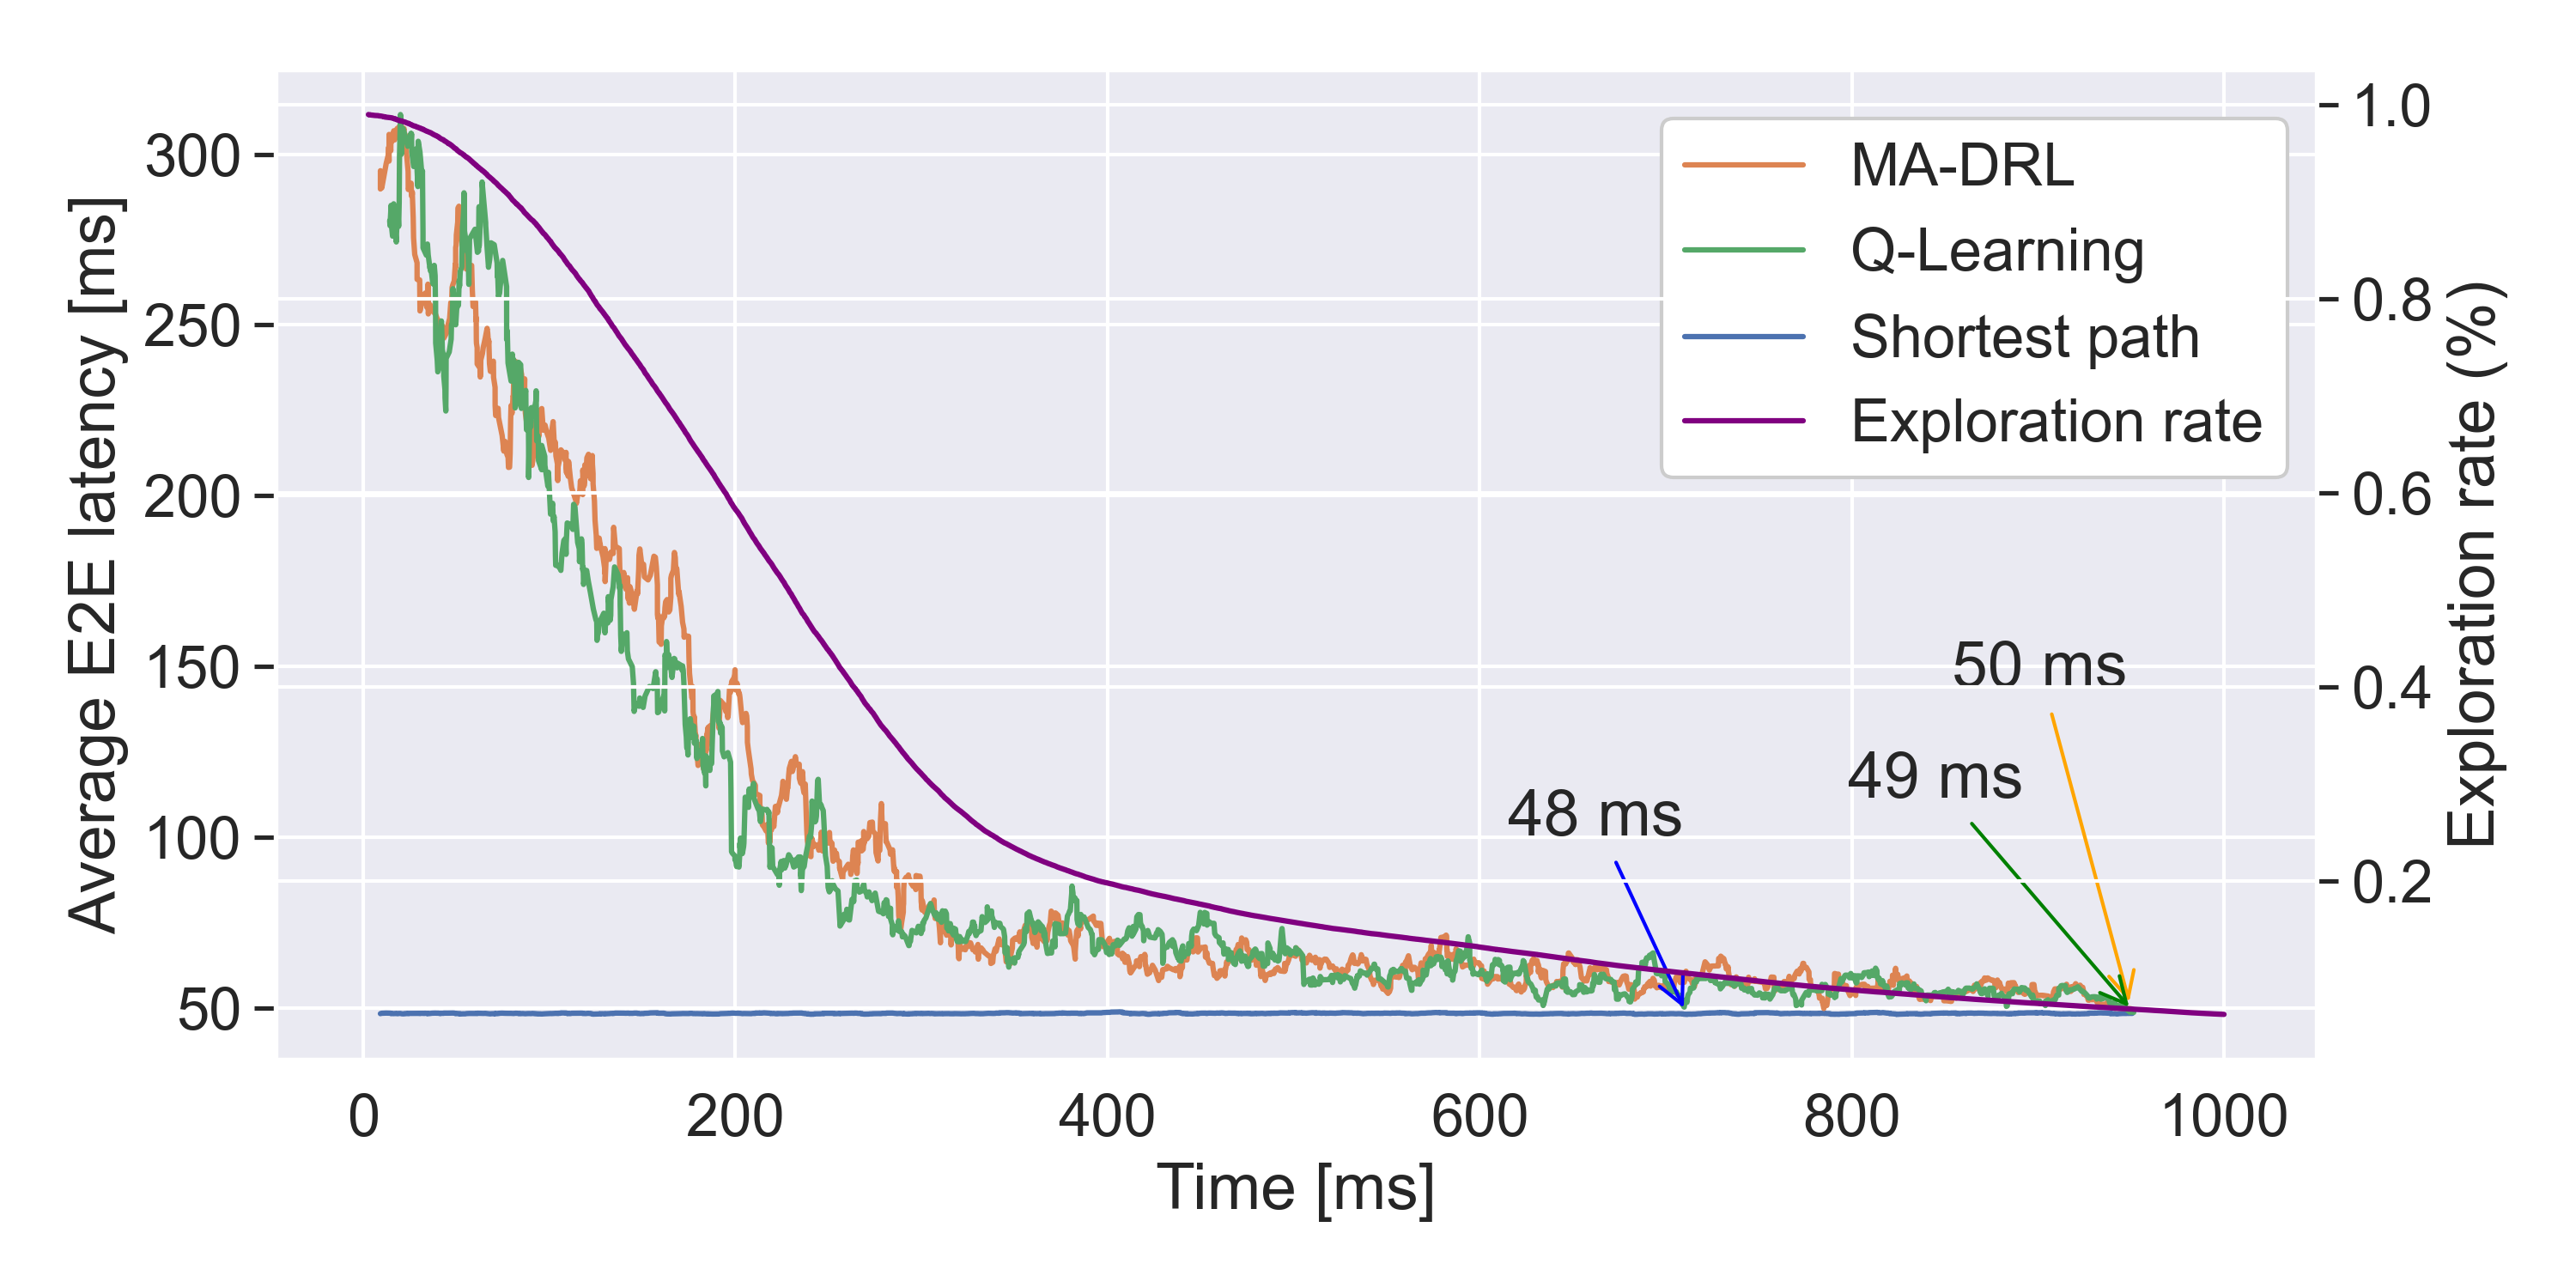 Average E2E latency [ms]
300
250
200
150
100
50
0
200
400
600
800
1000
Time [ms]
1.0
0.8
0.6
0.4
0.2
Exploration rate (%)
MA-DRL
Q-Learning
Shortest path
Exploration rate
50 ms
49 ms
48 ms